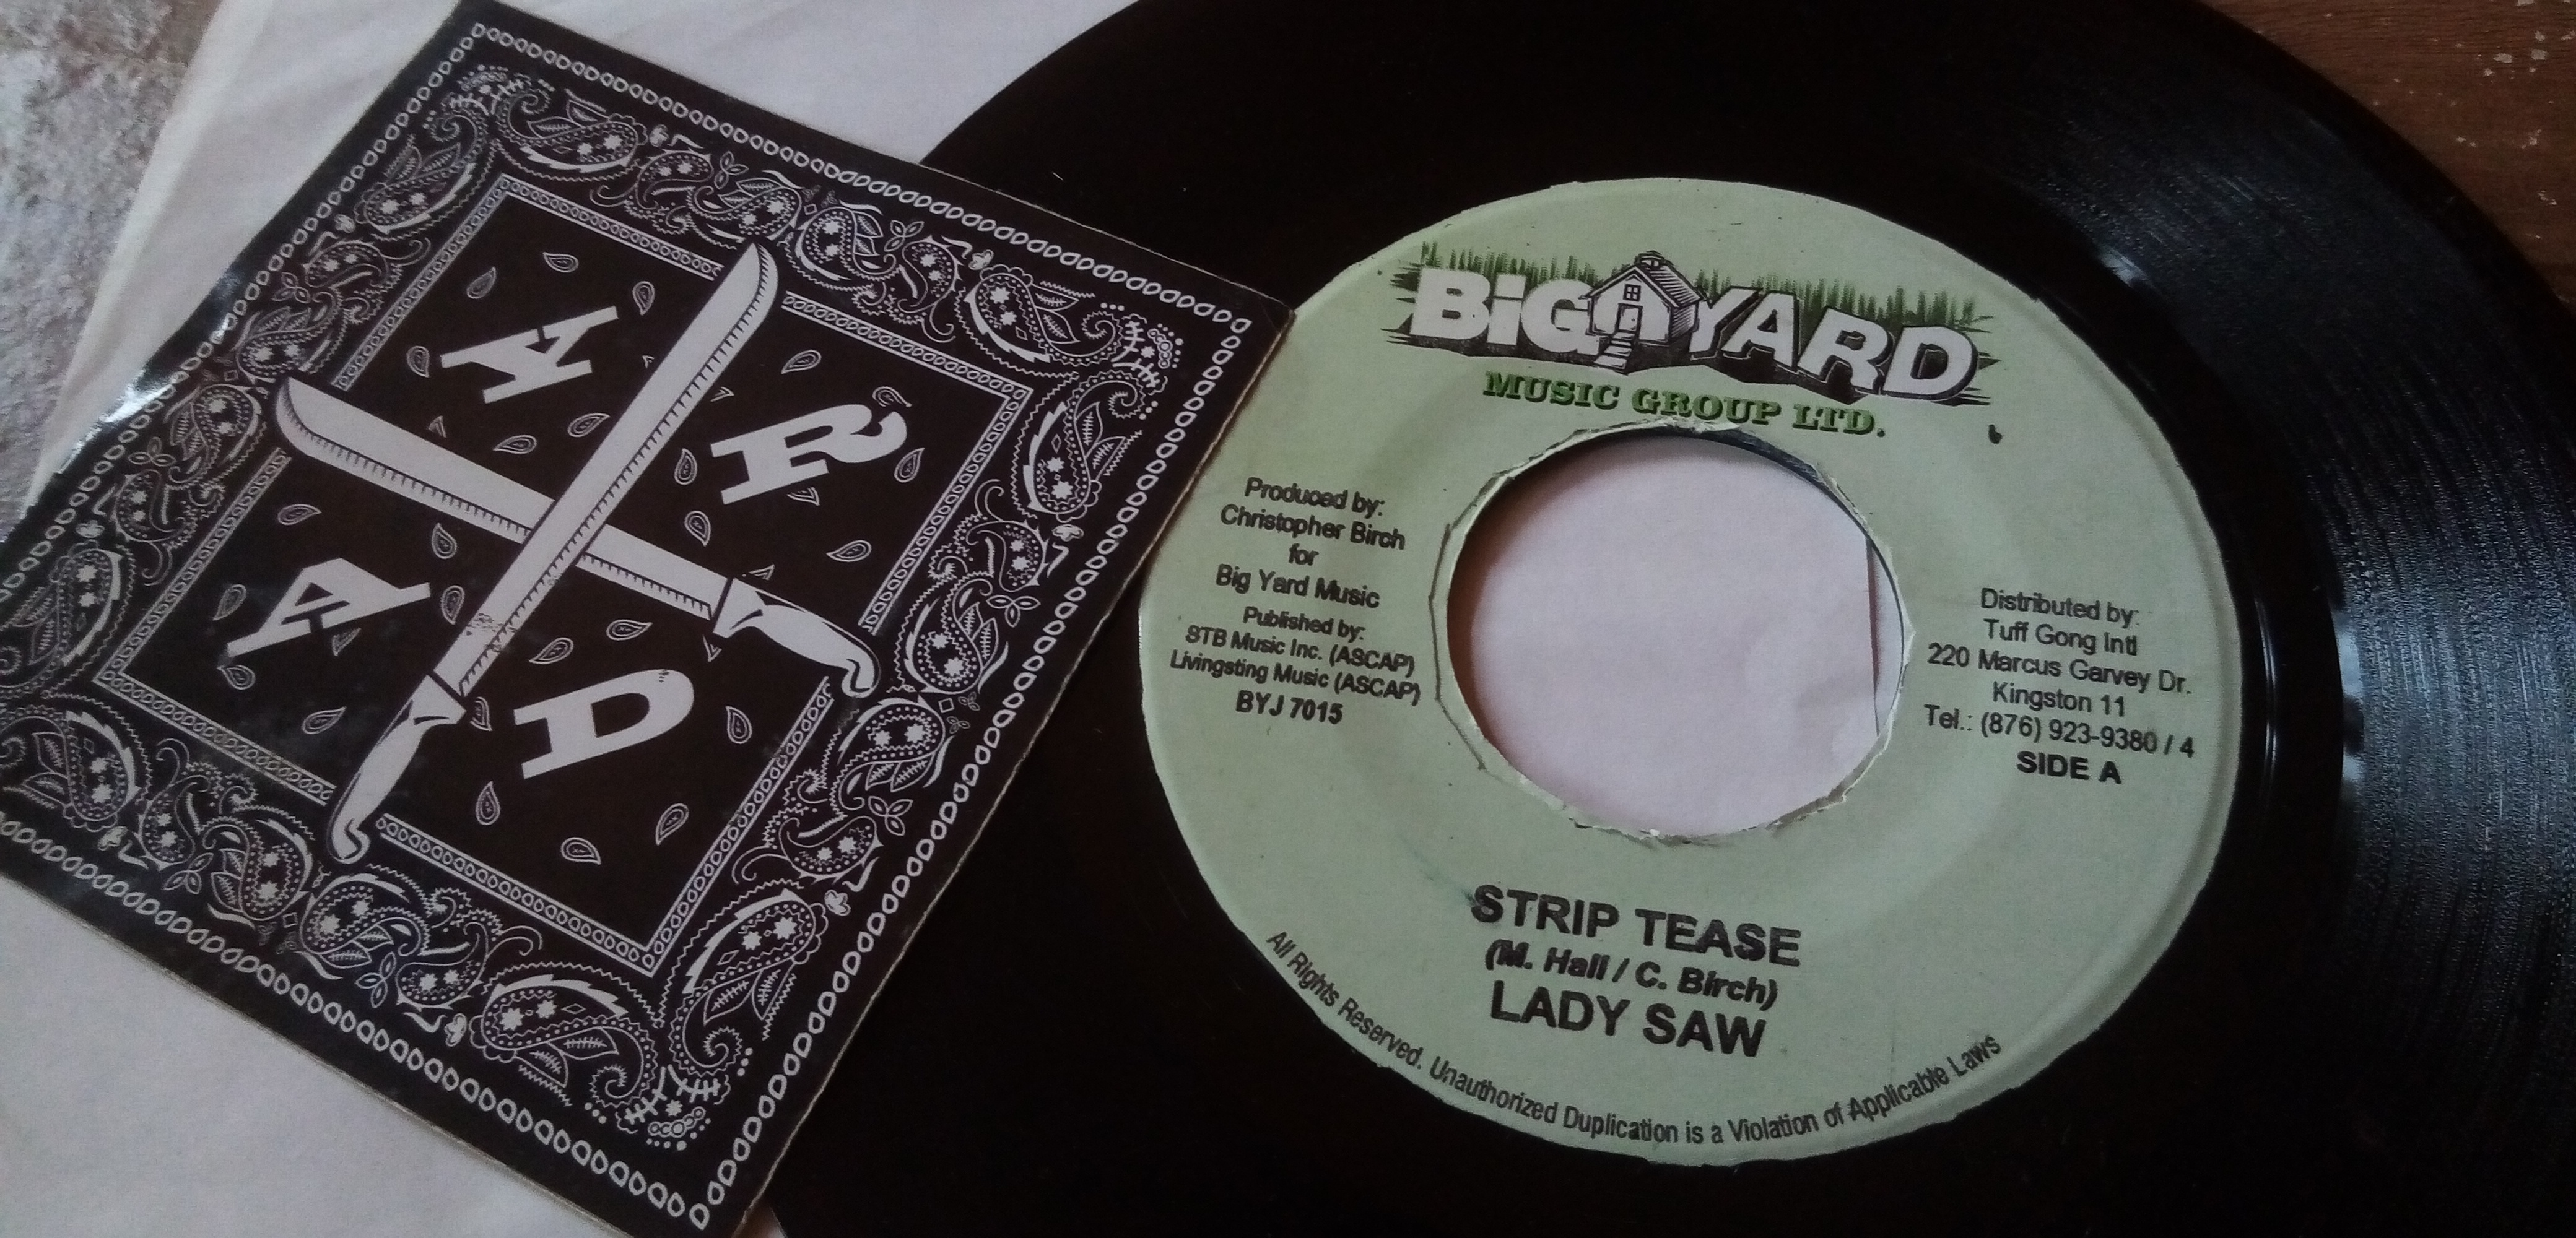 A R
A D
BiG YARD
MUSIC GROUP LTD.
Produced by:
Christopher Birch
for
Big Yard Music
Published by:
STB Music Inc. (ASCAP)
Livingsting Music (ASCAP)
BYJ 7015
Distributed by:
Tuff Gong Intl
220 Marcus Garvey Dr.
Kingston 11
Tel.: (876) 923-9380 / 4
SIDE A
STRIP TEASE
(M. Hall / C. Birch)
LADY SAW
All Rights Reserved. Unauthorized Duplication is a Violation of Applicable Laws